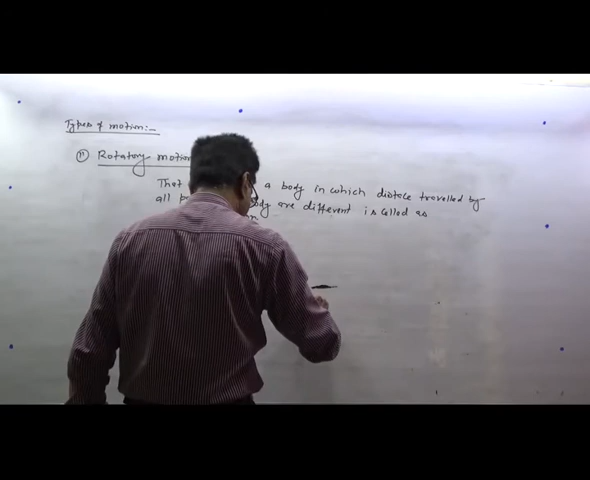 Types of motion:-
11) Rotatory motion
That a body in which distace travelled by
all body are different is called as